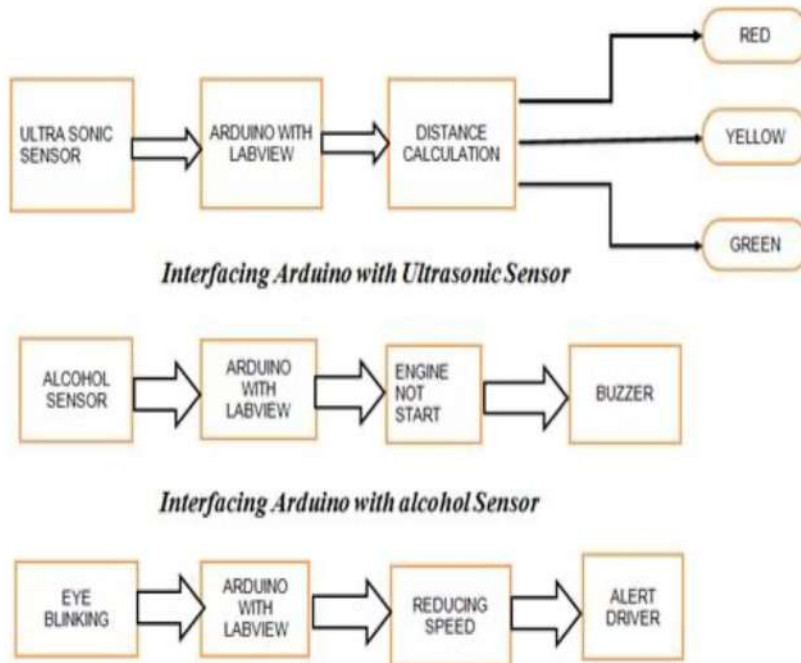 RED
ULTRA SONIC
SENSOR
ARDUINO WITH
LABVIEW
DISTANCE
CALCULATION
YELLOW
GREEN
Interfacing Arduino with Ultrasonic Sensor
ALCOHOL
SENSOR
ARDUINO
WITH
LABVIEW
ENGINE
NOT
START
BUZZER
Interfacing Arduino with alcohol Sensor
EYE
BLINKING
ARDUINO
WITH
LABVIEW
REDUCING
SPEED
ALERT
DRIVER